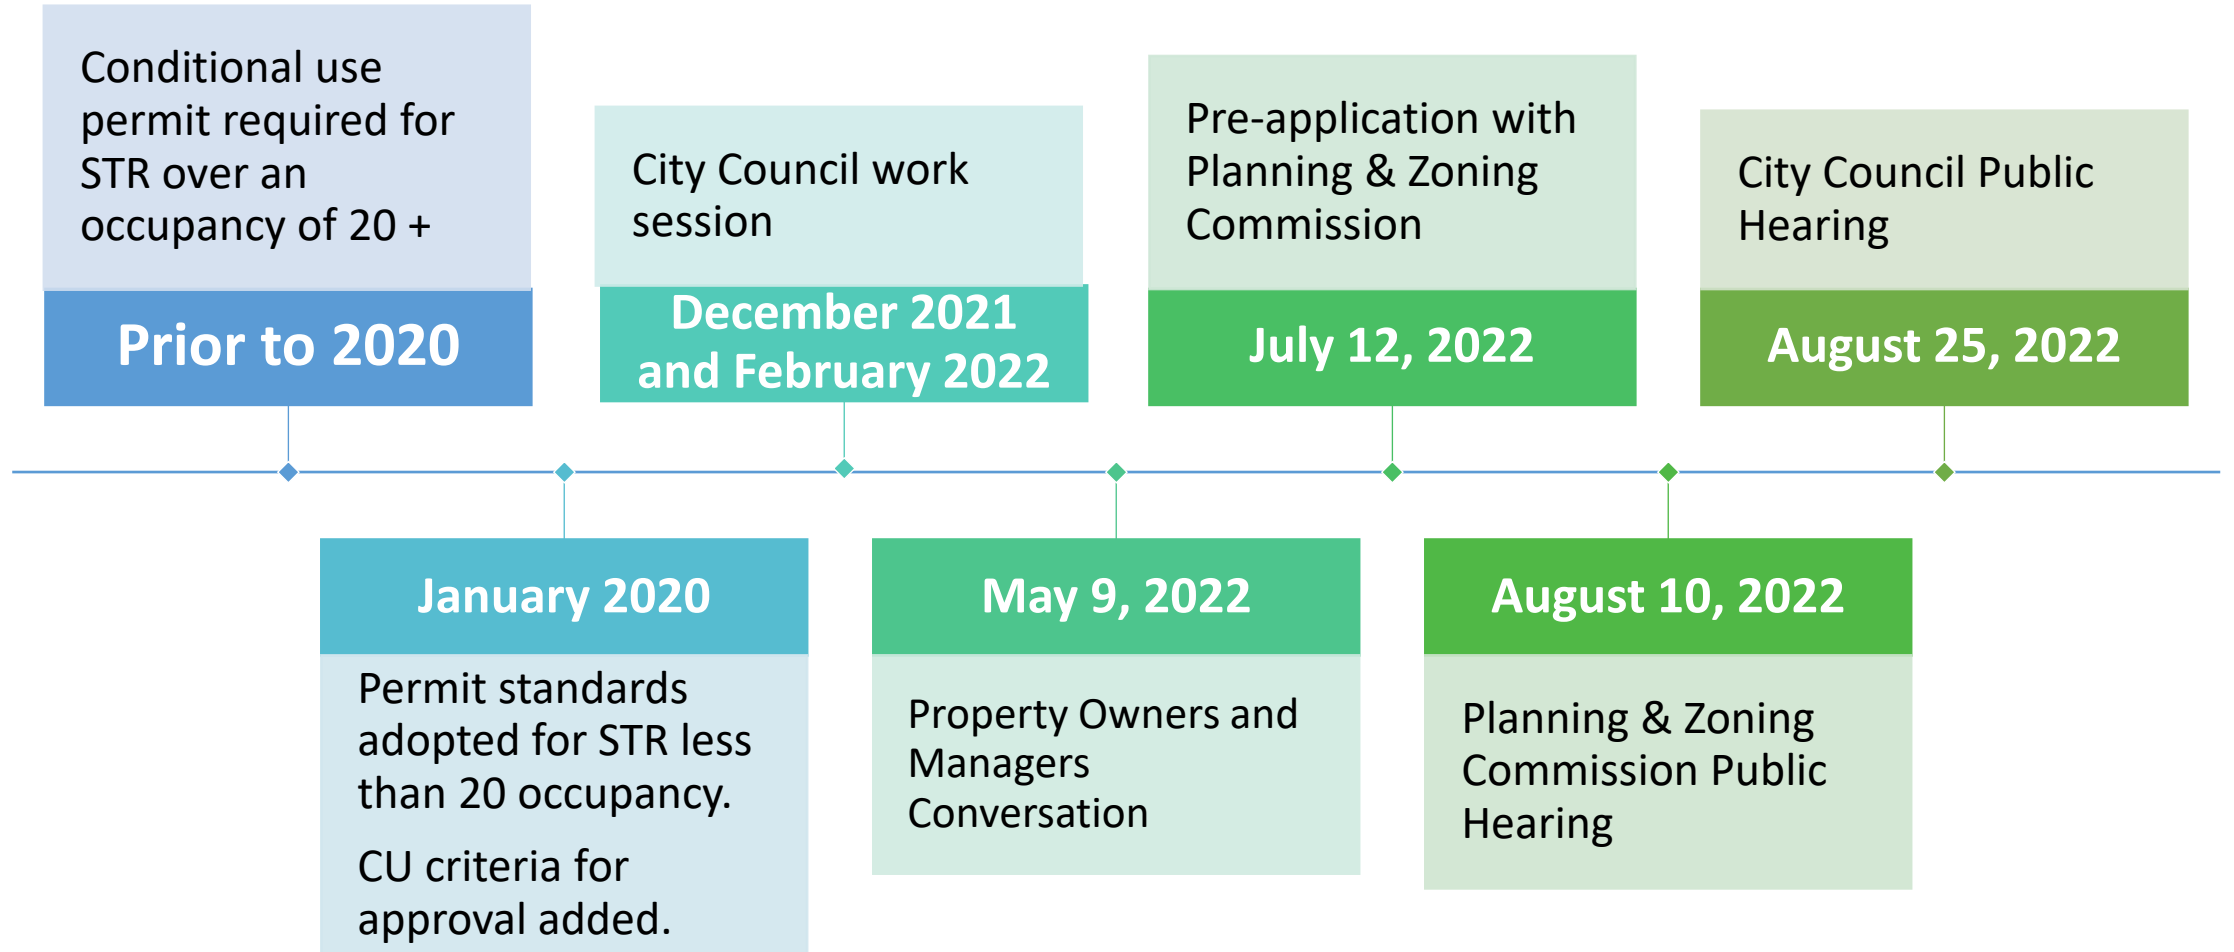 Conditional use
permit required for
STR over an
occupancy of 20 +
Prior to 2020
January 2020
Permit standards
adopted for STR less
than 20 occupancy.
CU criteria for
approval added.
City Council work
session
December 2021
and February 2022
May 9, 2022
Property Owners and
Managers
Conversation
Pre-application with
Planning & Zoning
Commission
July 12, 2022
August 10, 2022
Planning & Zoning
Commission Public
Hearing
City Council Public
Hearing
August 25, 2022